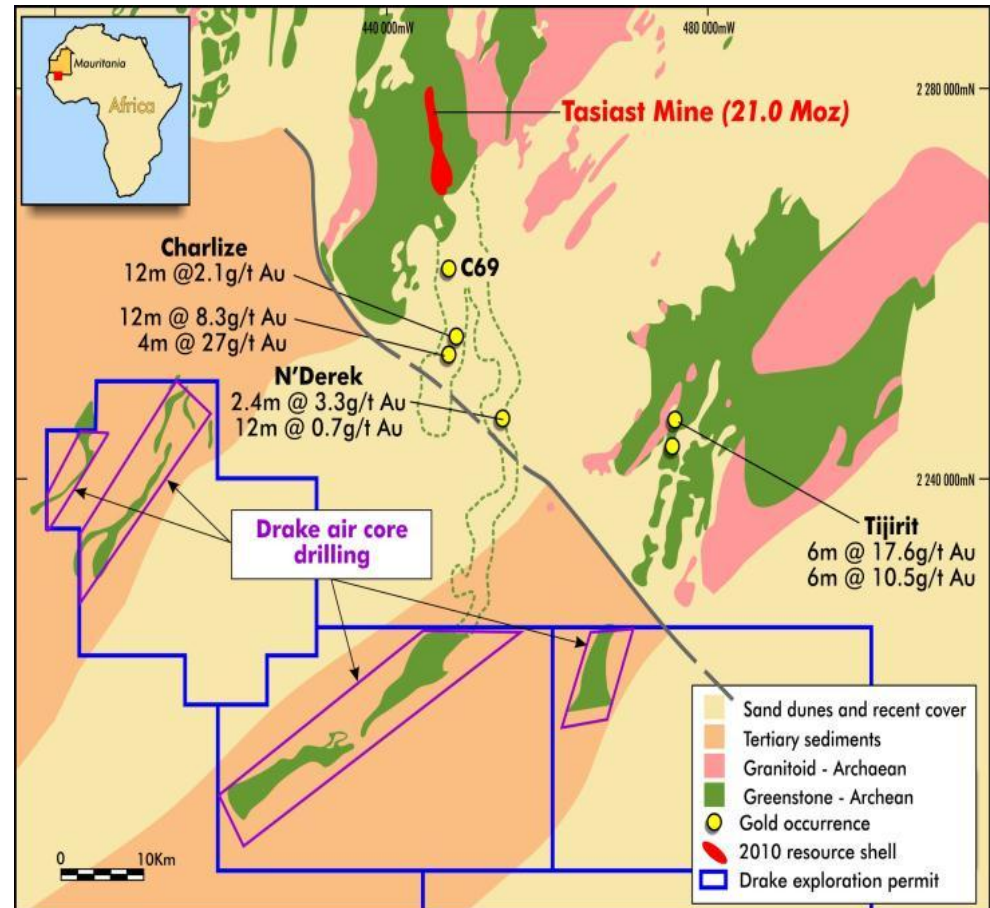 440 000mW
480 000mW
Mauritania
Africa
2 280 000mN
Tasiast Mine (21.0 Moz)
Charlize
12m @2.1g/t Au
C69
12m @ 8.3g/t Au
4m @ 27g/t Au
N'Derek
2.4m @ 3.3g/t Au
12m @ 0.7g/t Au
2 240 000mN
Tijirit
6m @ 17.6g/t Au
6m @ 10.5g/t Au
Drake air core
drilling
Sand dunes and recent cover
Tertiary sediments
Granitoid - Archaean
Greenstone - Archean
Gold occurrence
2010 resource shell
Drake exploration permit
0 10Km